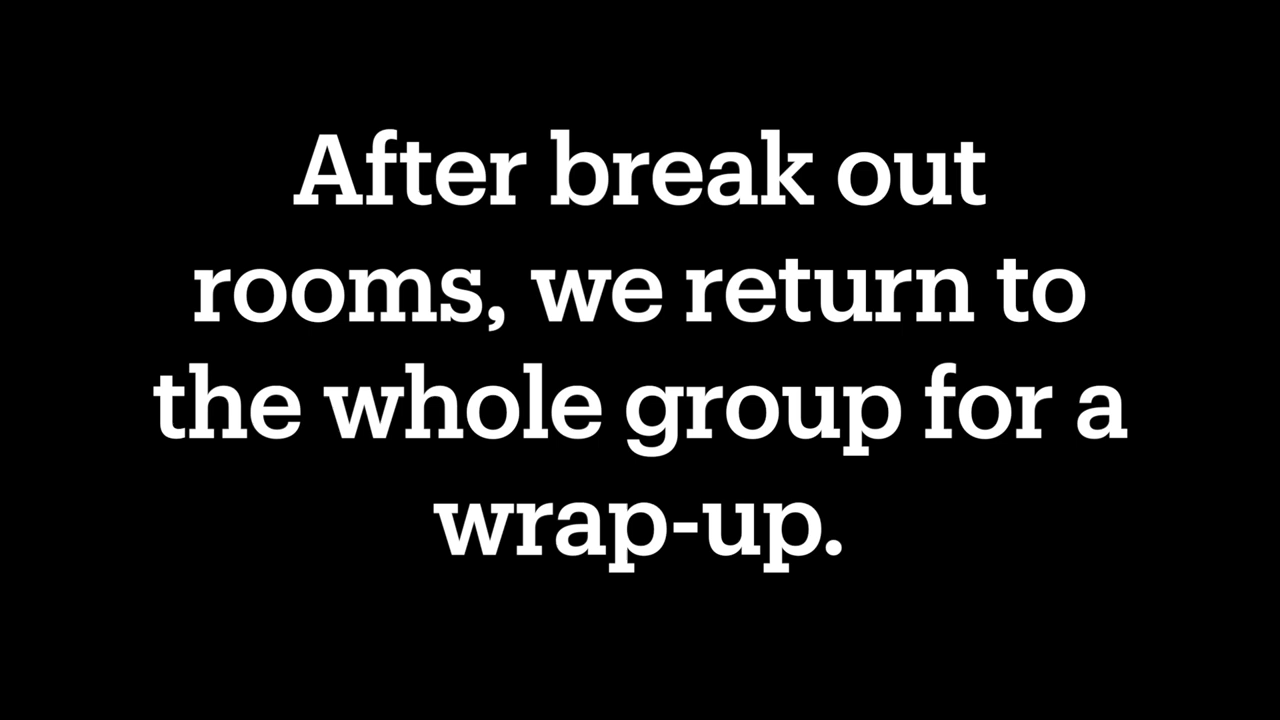 After break out
rooms, we return to
the whole group for a
wrap-up.